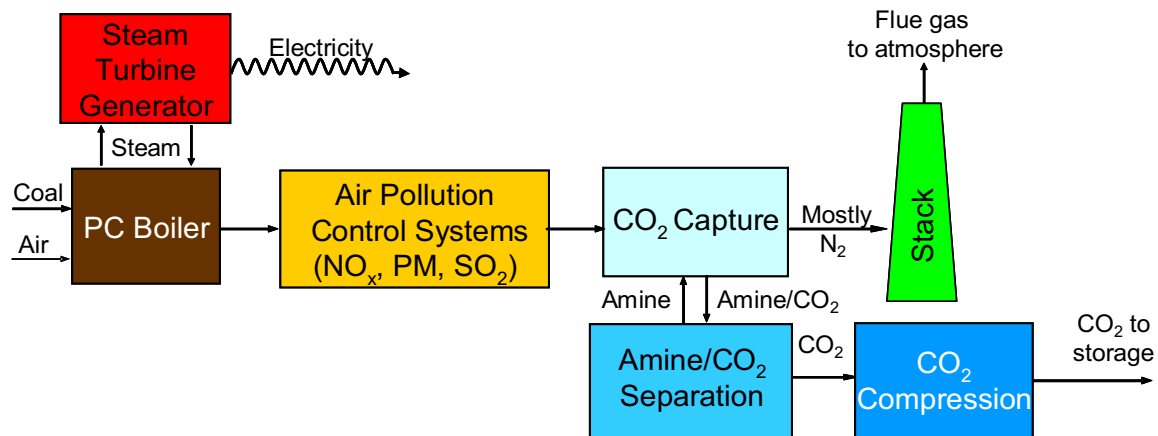 Steam
Turbine
Generator
Electricity
Flue gas
to atmosphere
Steam
Coal
Air
PC Boiler
Air Pollution
Control Systems
(NOₓ, PM, SO₂)
CO₂ Capture
Mostly
N₂
Stack
Amine
Amine/CO₂
Amine/CO₂
Separation
CO₂
CO₂
Compression
CO₂ to
storage